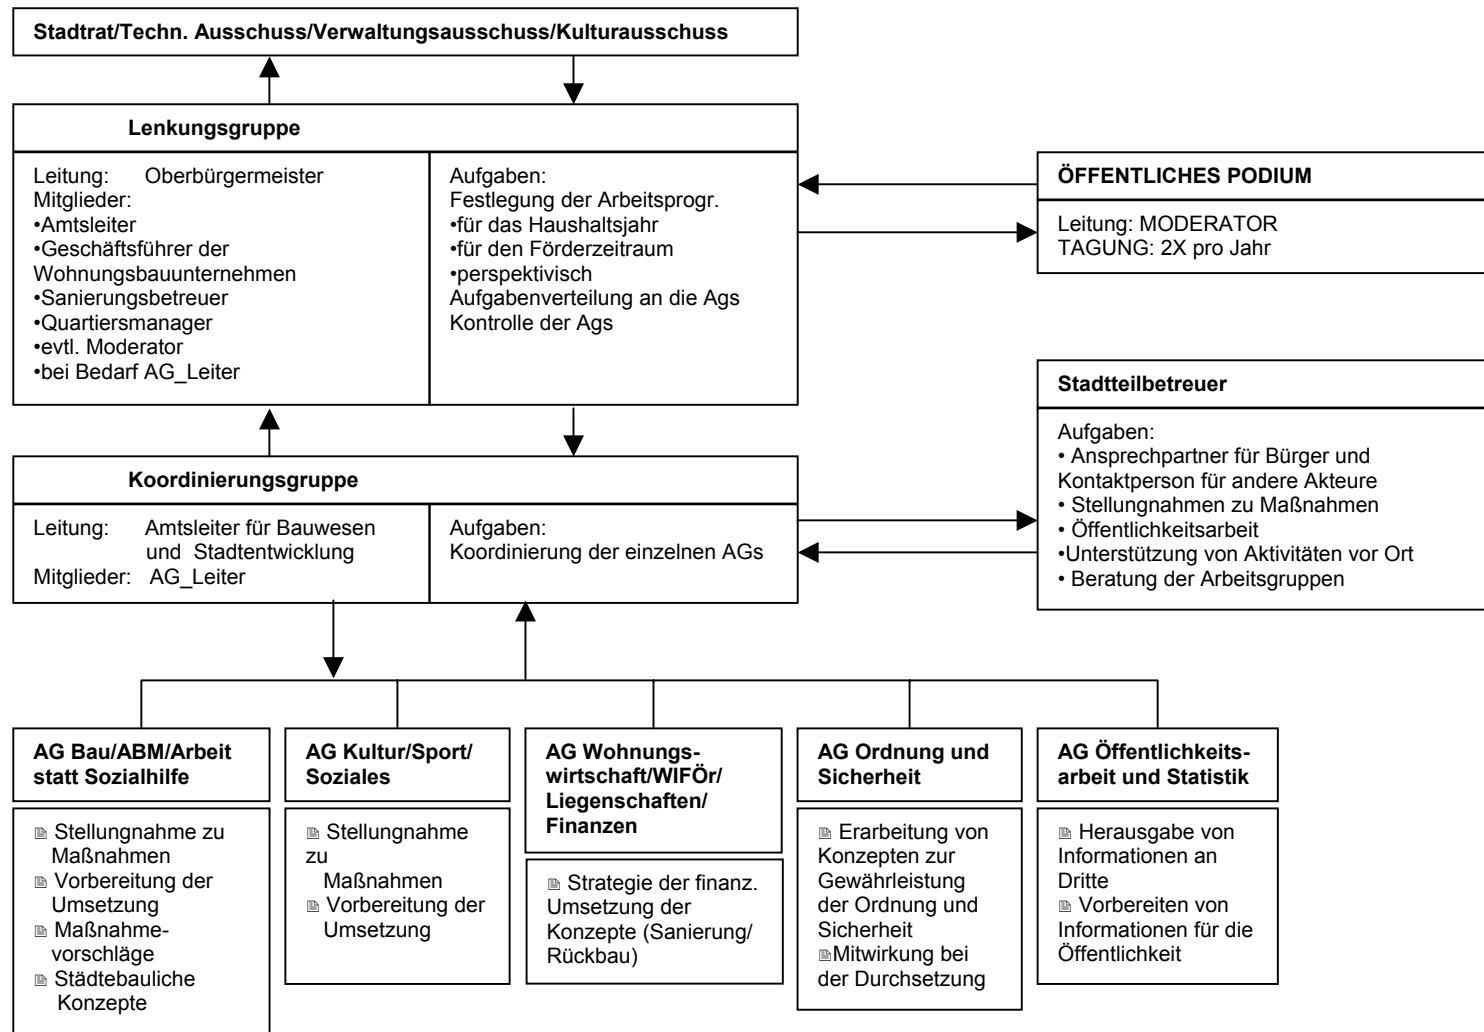 Stadtrat/Techn. Ausschuss/Verwaltungsausschuss/Kulturausschuss
Lenkungsgruppe
Leitung: Oberbürgermeister
Mitglieder:
•Amtsleiter
•Geschäftsführer der
Wohnungsbauunternehmen
•Sanierungsbetreuer
•Quartiersmanager
•evtl. Moderator
•bei Bedarf AG_Leiter
Aufgaben:
Festlegung der Arbeitsprogr.
•für das Haushaltsjahr
•für den Förderzeitraum
•perspektivisch
Aufgabenverteilung an die Ags
Kontrolle der Ags
ÖFFENTLICHES PODIUM
Leitung: MODERATOR
TAGUNG: 2X pro Jahr
Stadtteilbetreuer
Aufgaben:
• Ansprechpartner für Bürger und
Kontaktperson für andere Akteure
• Stellungnahmen zu Maßnahmen
• Öffentlichkeitsarbeit
•Unterstützung von Aktivitäten vor Ort
• Beratung der Arbeitsgruppen
Koordinierungsgruppe
Leitung: Amtsleiter für Bauwesen
und Stadtentwicklung
Mitglieder: AG_Leiter
Aufgaben:
Koordinierung der einzelnen AGs
AG Bau/ABM/Arbeit
statt Sozialhilfe
Stellungnahme zu
Maßnahmen
Vorbereitung der
Umsetzung
Maßnahme-
vorschläge
Städtebauliche
Konzepte
AG Kultur/Sport/
Soziales
Stellungnahme
zu
Maßnahmen
Vorbereitung der
Umsetzung
AG Wohnungs-
wirtschaft/WIFÖr/
Liegenschaften/
Finanzen
Strategie der finanz.
Umsetzung der
Konzepte (Sanierung/
Rückbau)
AG Ordnung und
Sicherheit
Erarbeitung von
Konzepten zur
Gewährleistung
der Ordnung und
Sicherheit
Mitwirkung bei
der Durchsetzung
AG Öffentlichkeits-
arbeit und Statistik
Herausgabe von
Informationen an
Dritte
Vorbereiten von
Informationen für die
Öffentlichkeit